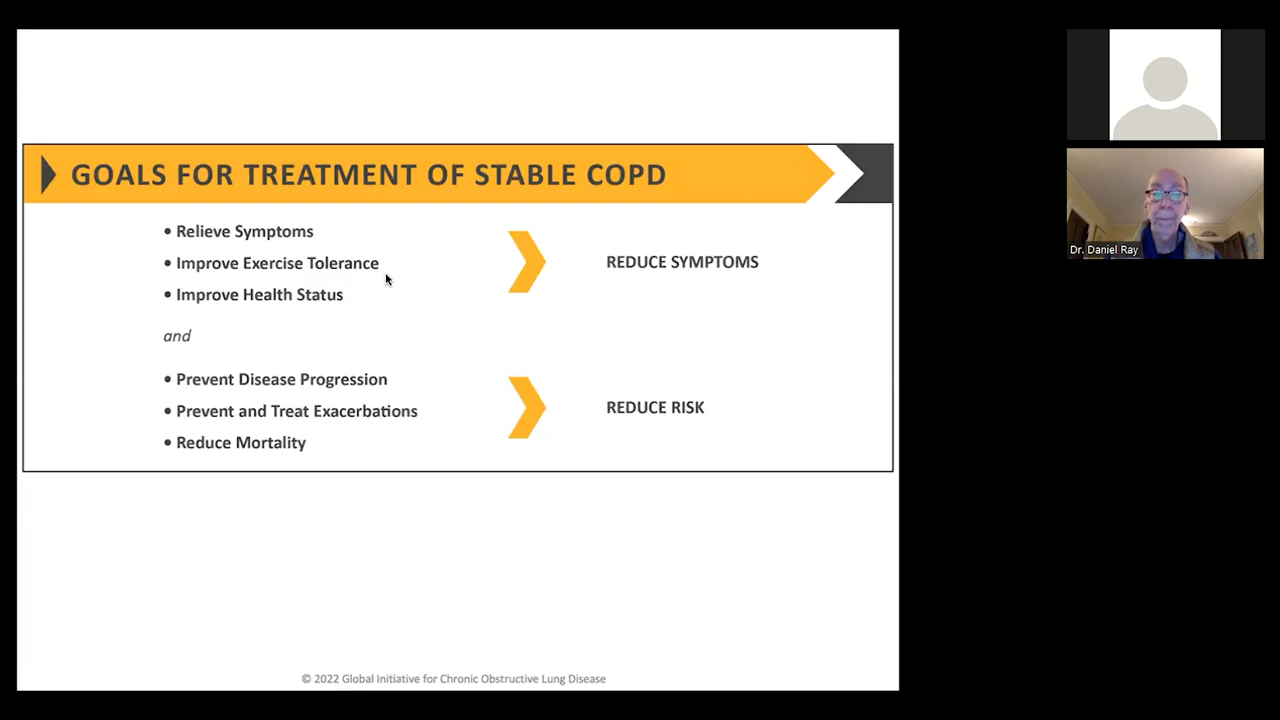 GOALS FOR TREATMENT OF STABLE COPD
• Relieve Symptoms
• Improve Exercise Tolerance
• Improve Health Status
REDUCE SYMPTOMS
and
• Prevent Disease Progression
• Prevent and Treat Exacerbations
• Reduce Mortality
REDUCE RISK
© 2022 Global Initiative for Chronic Obstructive Lung Disease
Dr. Daniel Ray